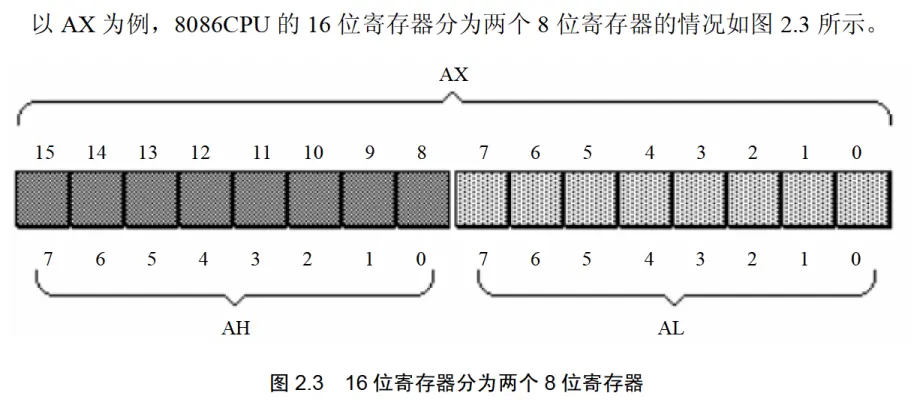 以 AX 为例，8086CPU 的 16 位寄存器分为两个 8 位寄存器的情况如图 2.3 所示。
AX
15 14 13 12 11 10 9 8 7 6 5 4 3 2 1 0
7 6 5 4 3 2 1 0 7 6 5 4 3 2 1 0
AH AL
图 2.3 16 位寄存器分为两个 8 位寄存器